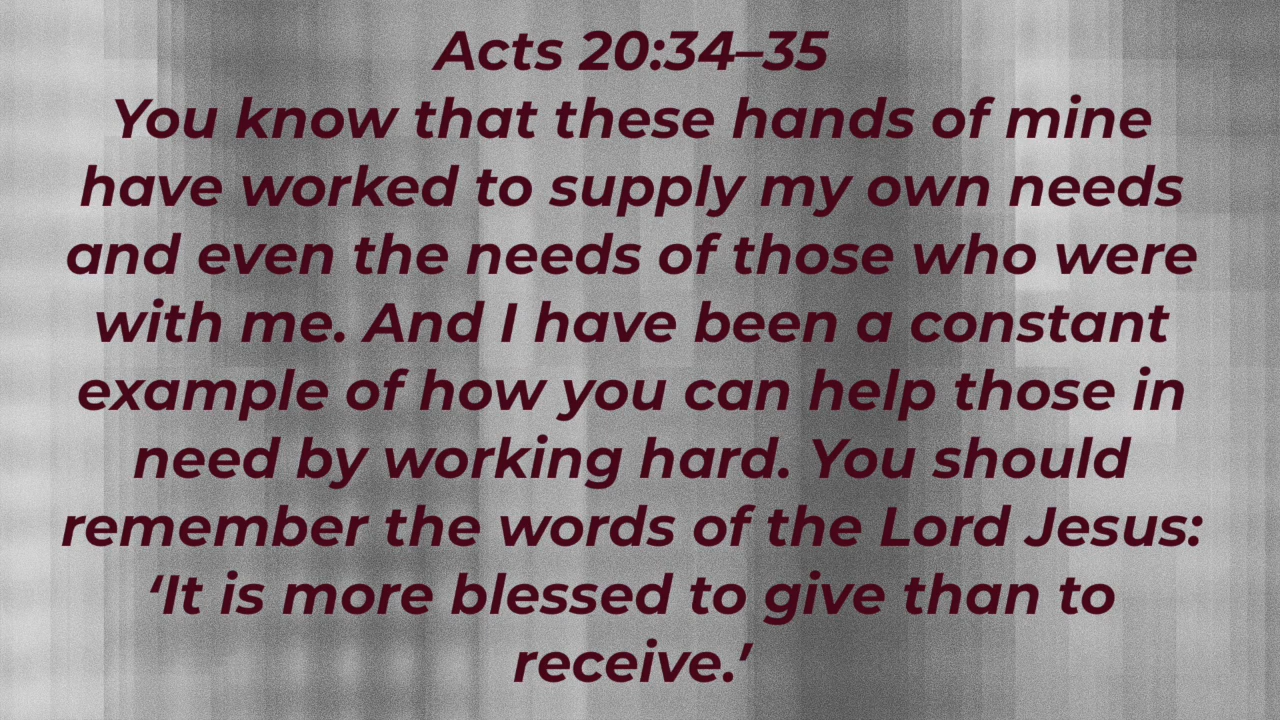 Acts 20:34–35
You know that these hands of mine
have worked to supply my own needs
and even the needs of those who were
with me. And I have been a constant
example of how you can help those in
need by working hard. You should
remember the words of the Lord Jesus:
‘It is more blessed to give than to
receive.’